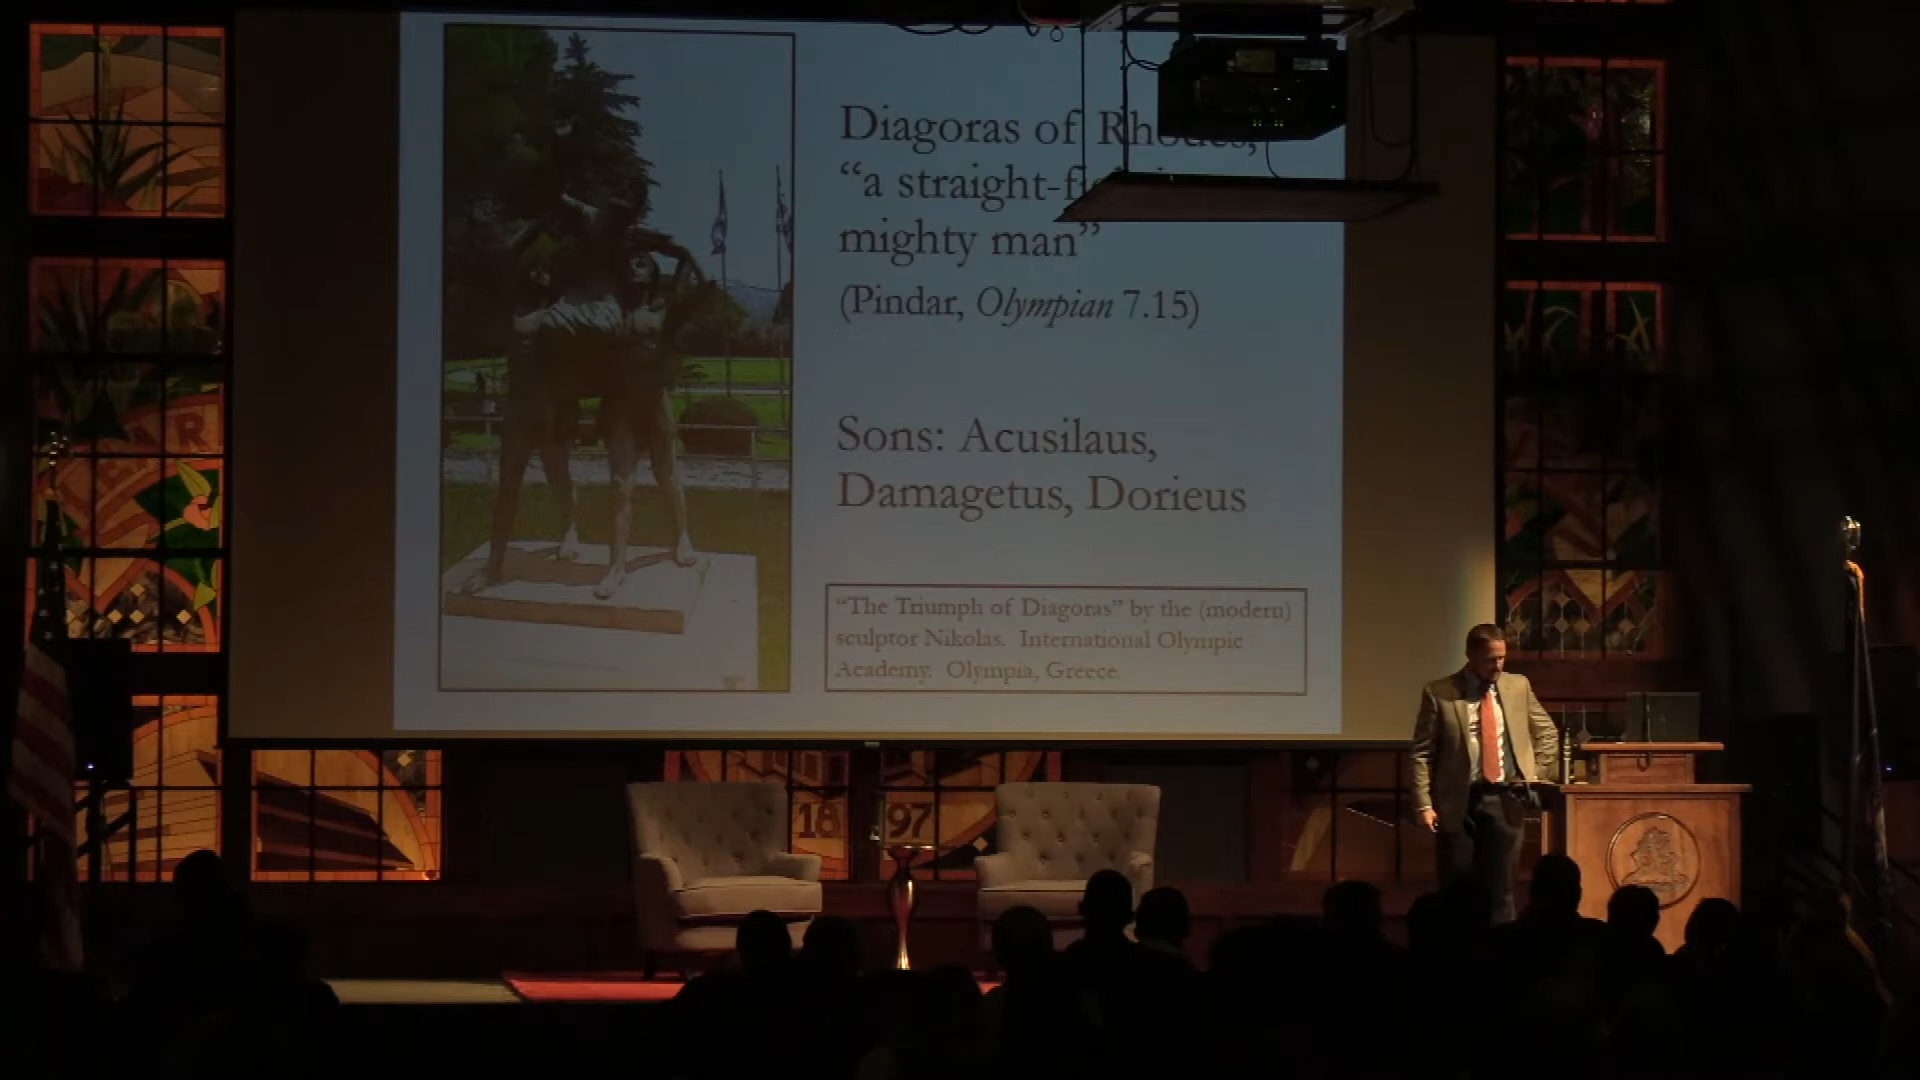 Diagoras of Rhodes,
“a straight-
mighty man”
(Pindar, Olympian 7.15)
Sons: Acusilaus,
Damagetus, Dorieus
“The Triumph of Diagoras” by the (modern)
sculptor Nikolas. International Olympic
Academy. Olympia, Greece.
18 97